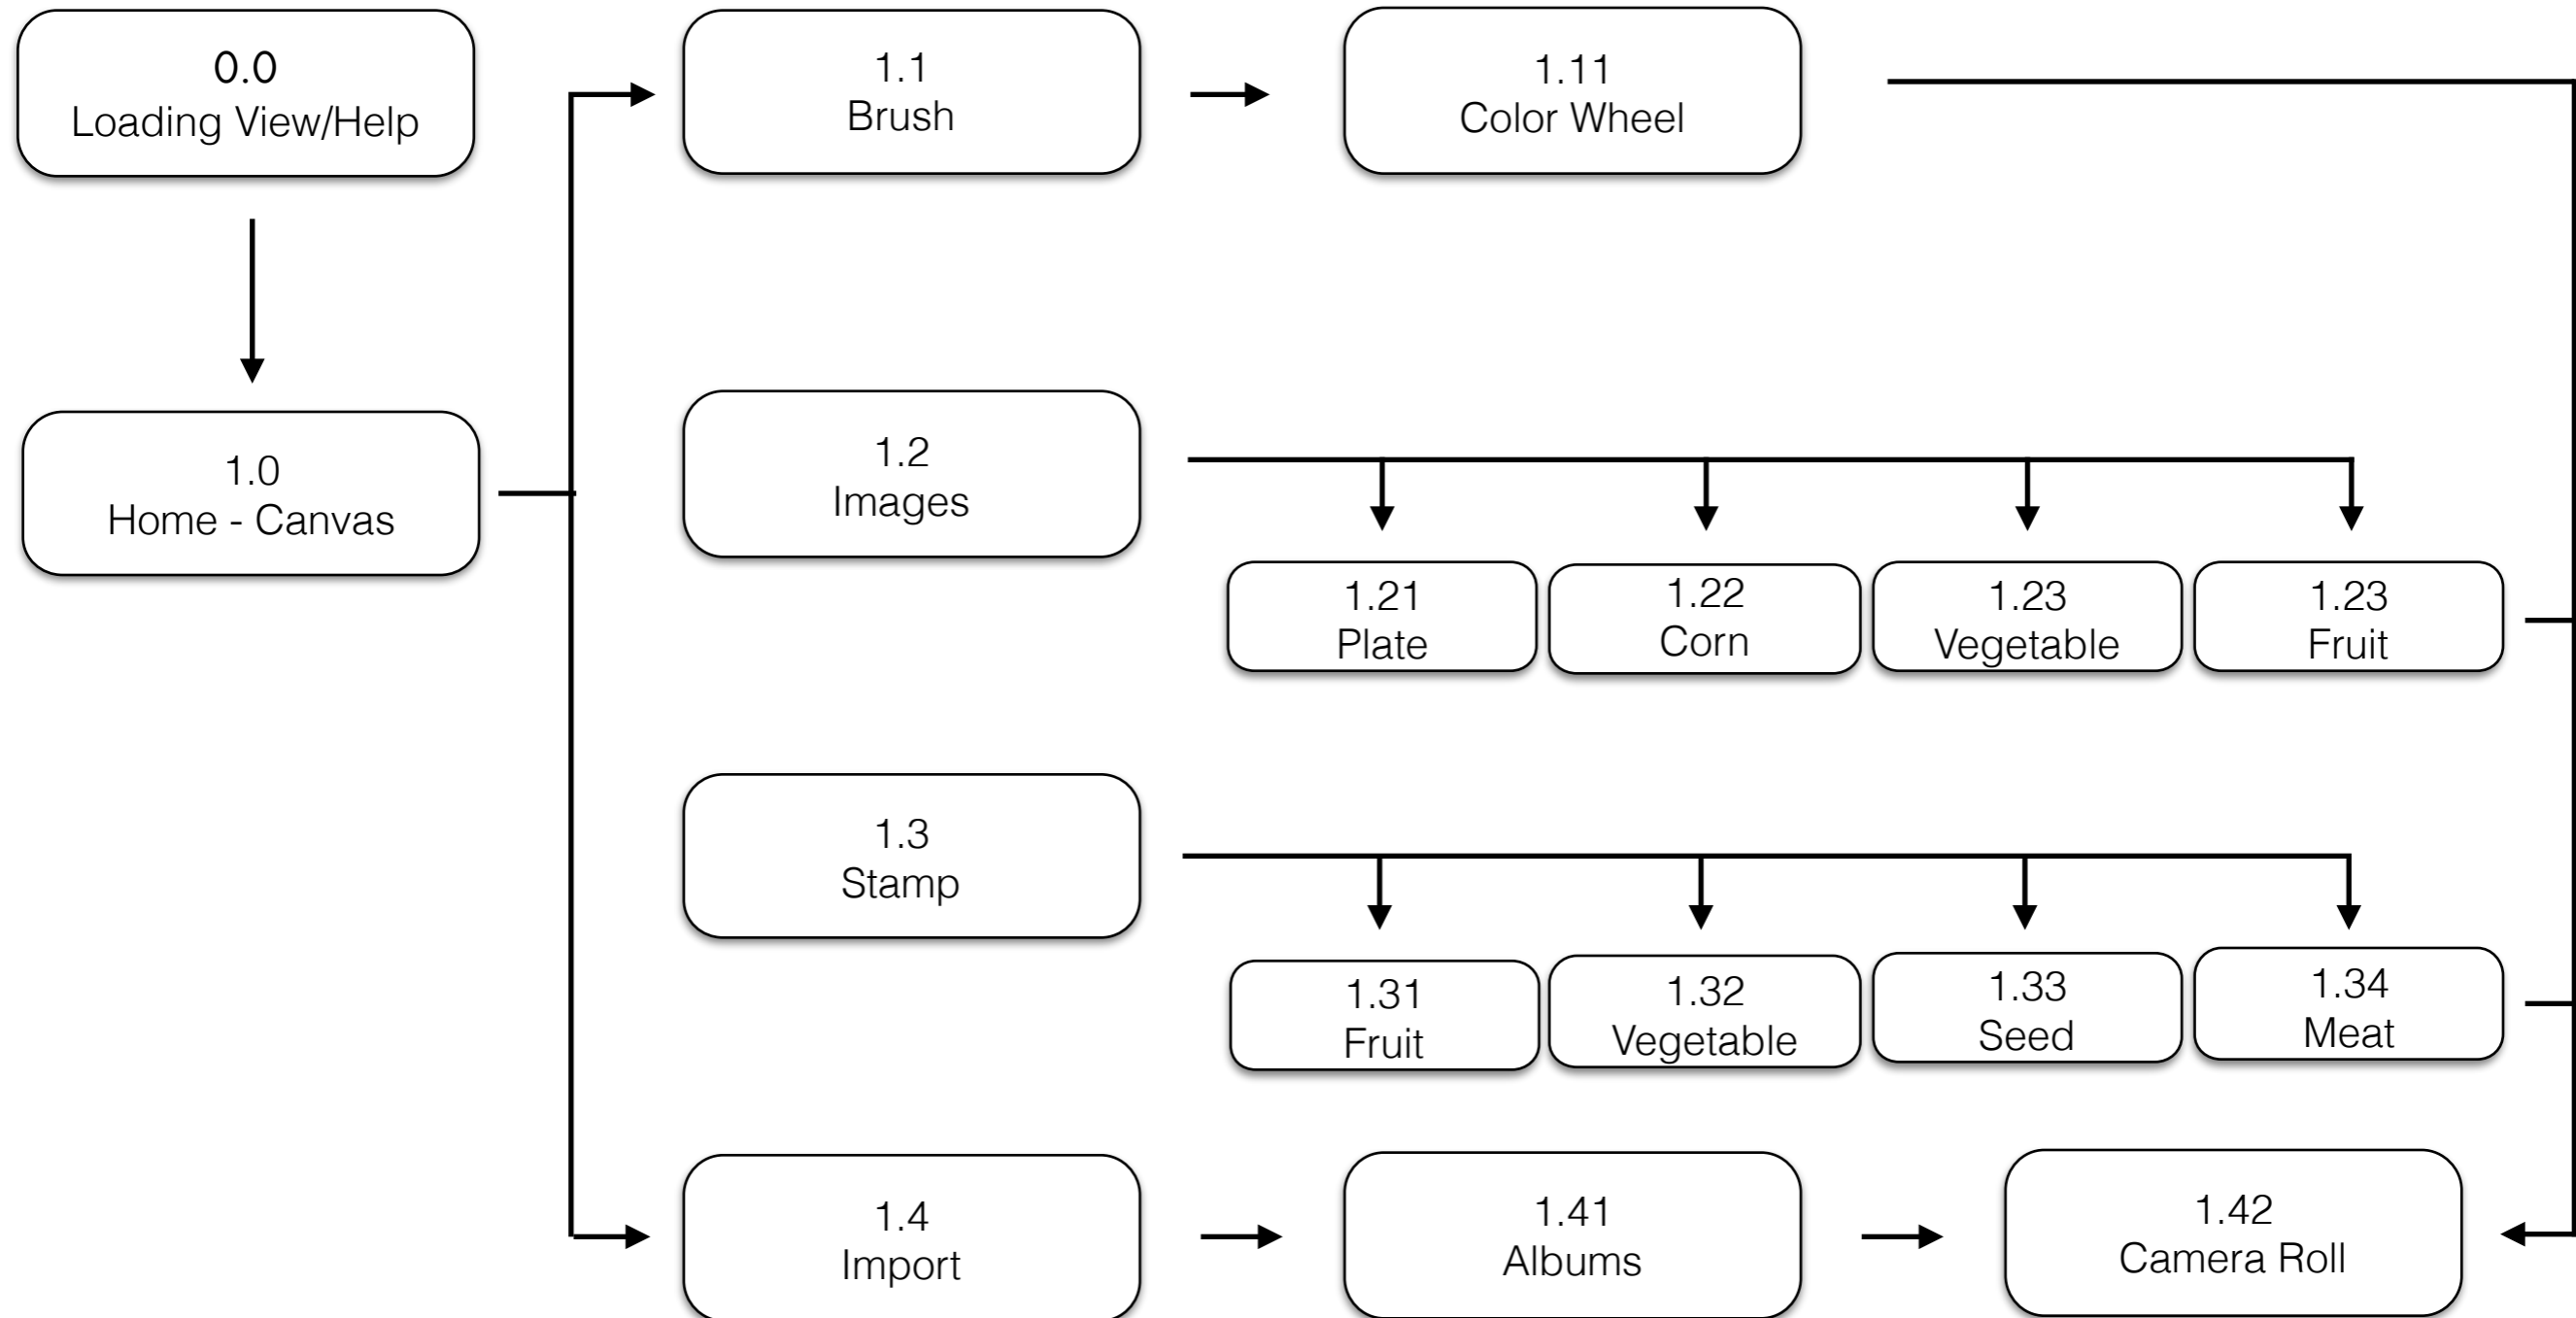 0.0
Loading View/Help
1.1
Brush
1.11
Color Wheel
1.0
Home - Canvas
1.2
Images
1.21
Plate
1.22
Corn
1.23
Vegetable
1.23
Fruit
1.3
Stamp
1.31
Fruit
1.32
Vegetable
1.33
Seed
1.34
Meat
1.4
Import
1.41
Albums
1.42
Camera Roll